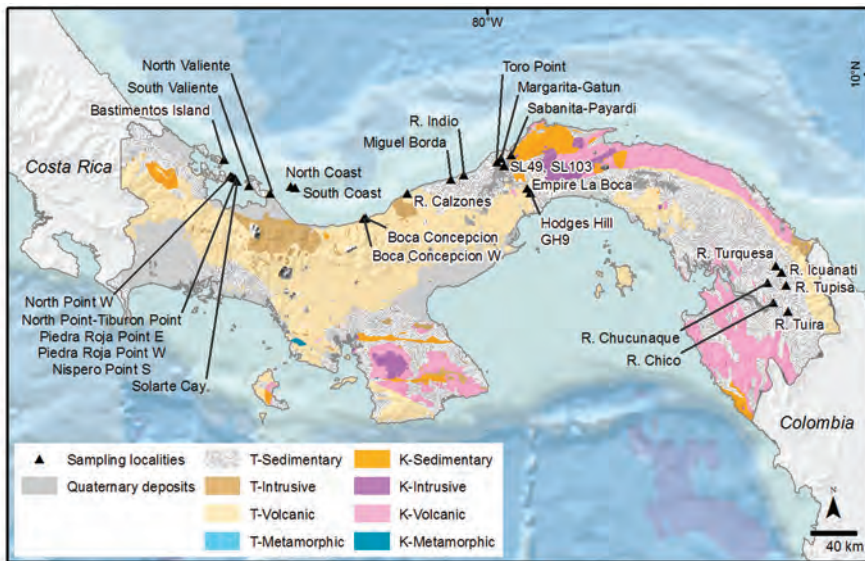 80°W
10°N
North Valiente
South Valiente
Bastimentos Island
Toro Point
Margarita-Gatun
Sabanita-Payardi
R. Indio
Miguel Borda
Costa Rica
North Coast
South Coast
SL49, SL103
Empire La Boca
R. Calzones
Hodges Hill
GH9
Boca Concepcion
Boca Concepcion W
R. Turquesa
R. Icuanati
R. Tupisa
R. Tuira
R. Chucunaque
R. Chico
North Point W
North Point-Tiburon Point
Piedra Roja Point E
Piedra Roja Point W
Nispero Point S
Solarte Cay.
Colombia
Sampling localities
Quaternary deposits
T-Sedimentary
T-Intrusive
T-Volcanic
T-Metamorphic
K-Sedimentary
K-Intrusive
K-Volcanic
K-Metamorphic
N
40 km